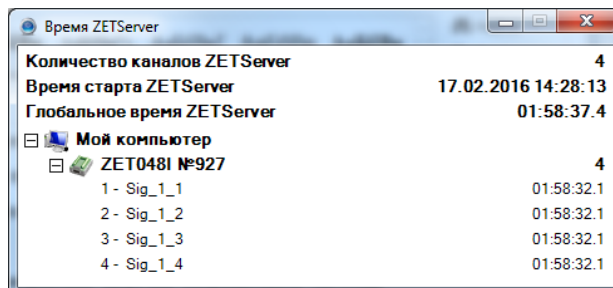 Время ZETServer
Количество каналов ZETServer 4
Время старта ZETServer 17.02.2016 14:28:13
Глобальное время ZETServer 01:58:37.4
Мой компьютер
ZET048I №927 4
1 - Sig_1_1 01:58:32.1
2 - Sig_1_2 01:58:32.1
3 - Sig_1_3 01:58:32.1
4 - Sig_1_4 01:58:32.1